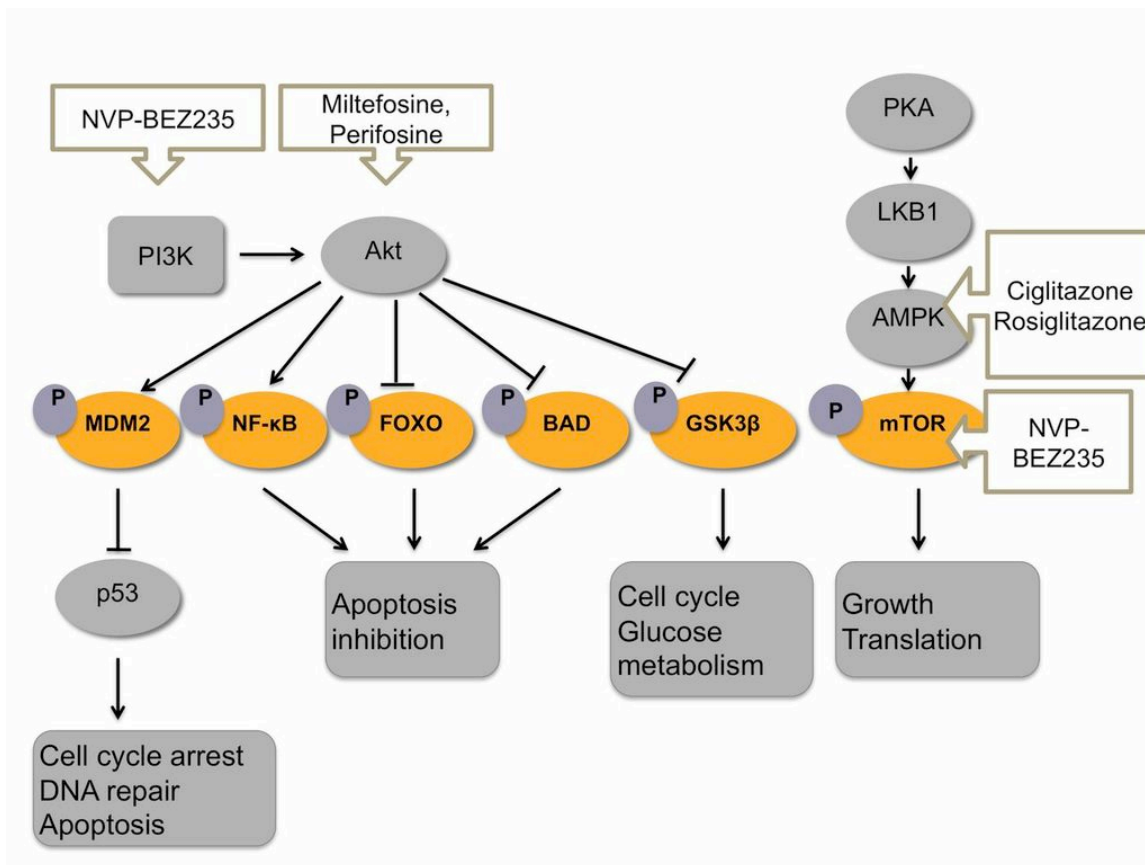 NVP-BEZ235
Miltefosine,
Perifosine
PKA
LKB1
PI3K
Akt
AMPK
Ciglitazone
Rosiglitazone
P
MDM2
P
NF-κB
P
FOXO
P
BAD
P
GSK3β
P
mTOR
NVP-
BEZ235
p53
Apoptosis
inhibition
Cell cycle
Glucose
metabolism
Growth
Translation
Cell cycle arrest
DNA repair
Apoptosis